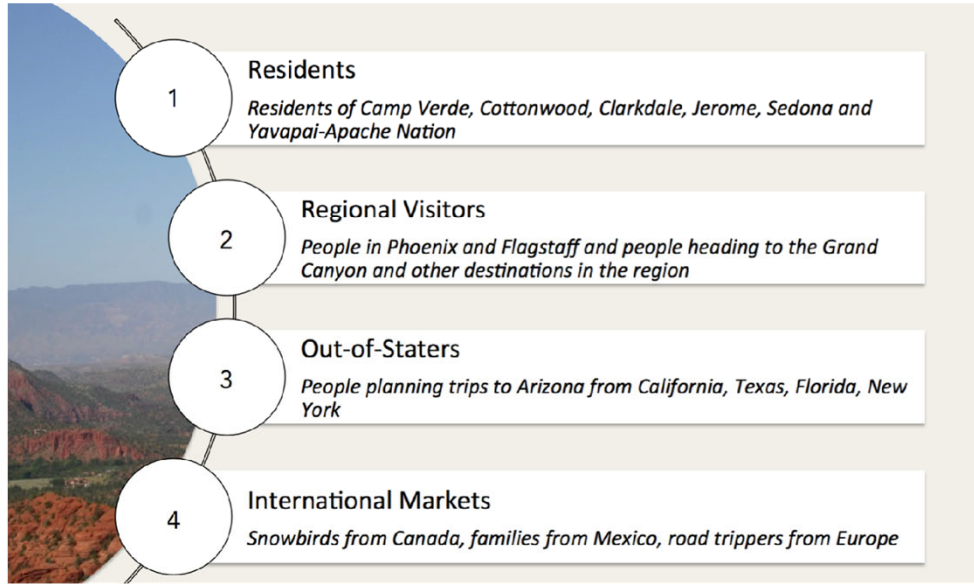 1
Residents
Residents of Camp Verde, Cottonwood, Clarkdale, Jerome, Sedona and
Yavapai-Apache Nation
2
Regional Visitors
People in Phoenix and Flagstaff and people heading to the Grand
Canyon and other destinations in the region
3
Out-of-Staters
People planning trips to Arizona from California, Texas, Florida, New
York
4
International Markets
Snowbirds from Canada, families from Mexico, road trippers from Europe